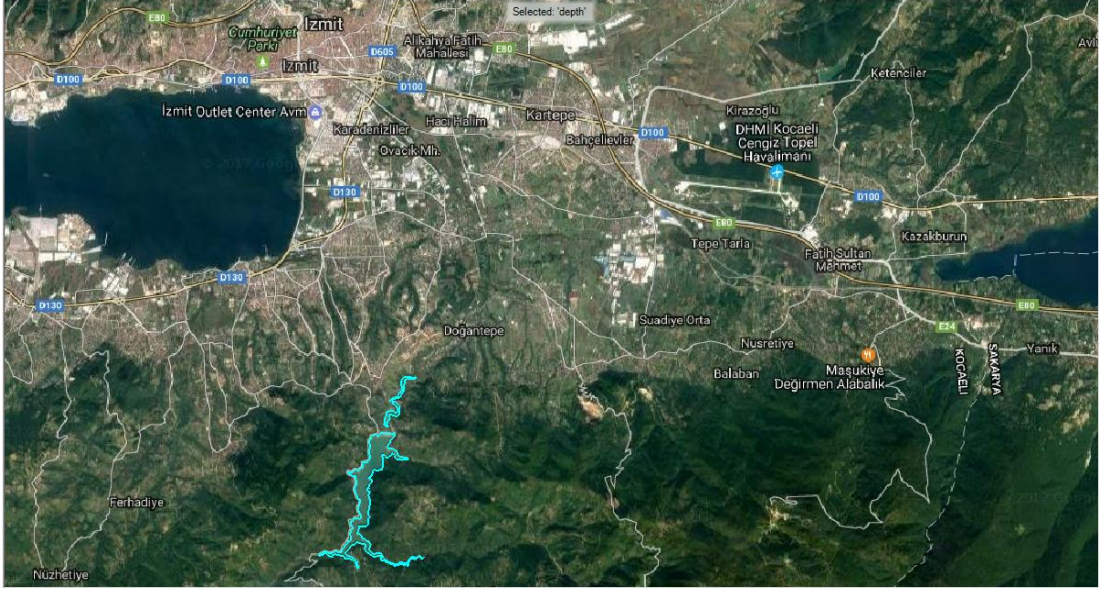 Selected: 'depth'
E80
Izmit
Cumhuriyet
Parkı
D605
Alikahya Fatih
Mahallesi
E80
Izmit
D100
D100
D100
Ketenciler
İzmit Outlet Center Avm
Karadenizliler
Hacı Halim
Kartepe
Kirazoğlu
Ovacık Mh.
Bahçelievler
D100
DHMİ Kocaeli
Cengiz Topel
Havalimanı
D130
D100
E80
Tepe Tarla
Kazakburun
Fatih Sultan
Mehmet
D130
D130
E80
Doğantepe
Suadiye Orta
E24
Nusretiye
Yanık
KOCAELİ
SAKARYA
Balaban
Maşukiye
Değirmen Alabalık
Ferhadiye
Nüzhetiye